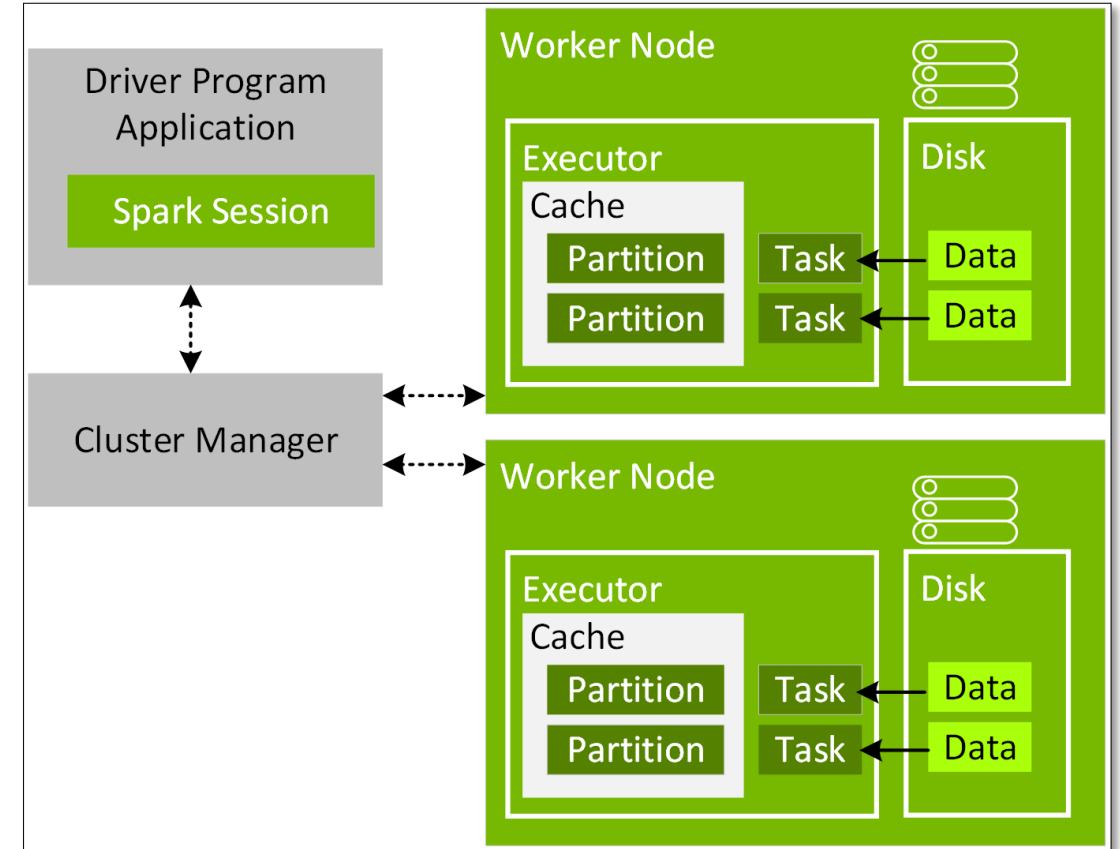 Driver Program
Application
Spark Session
Cluster Manager
Worker Node
Executor
Cache
Partition
Task
Partition
Task
Disk
Data
Data
Worker Node
Executor
Cache
Partition
Task
Partition
Task
Disk
Data
Data